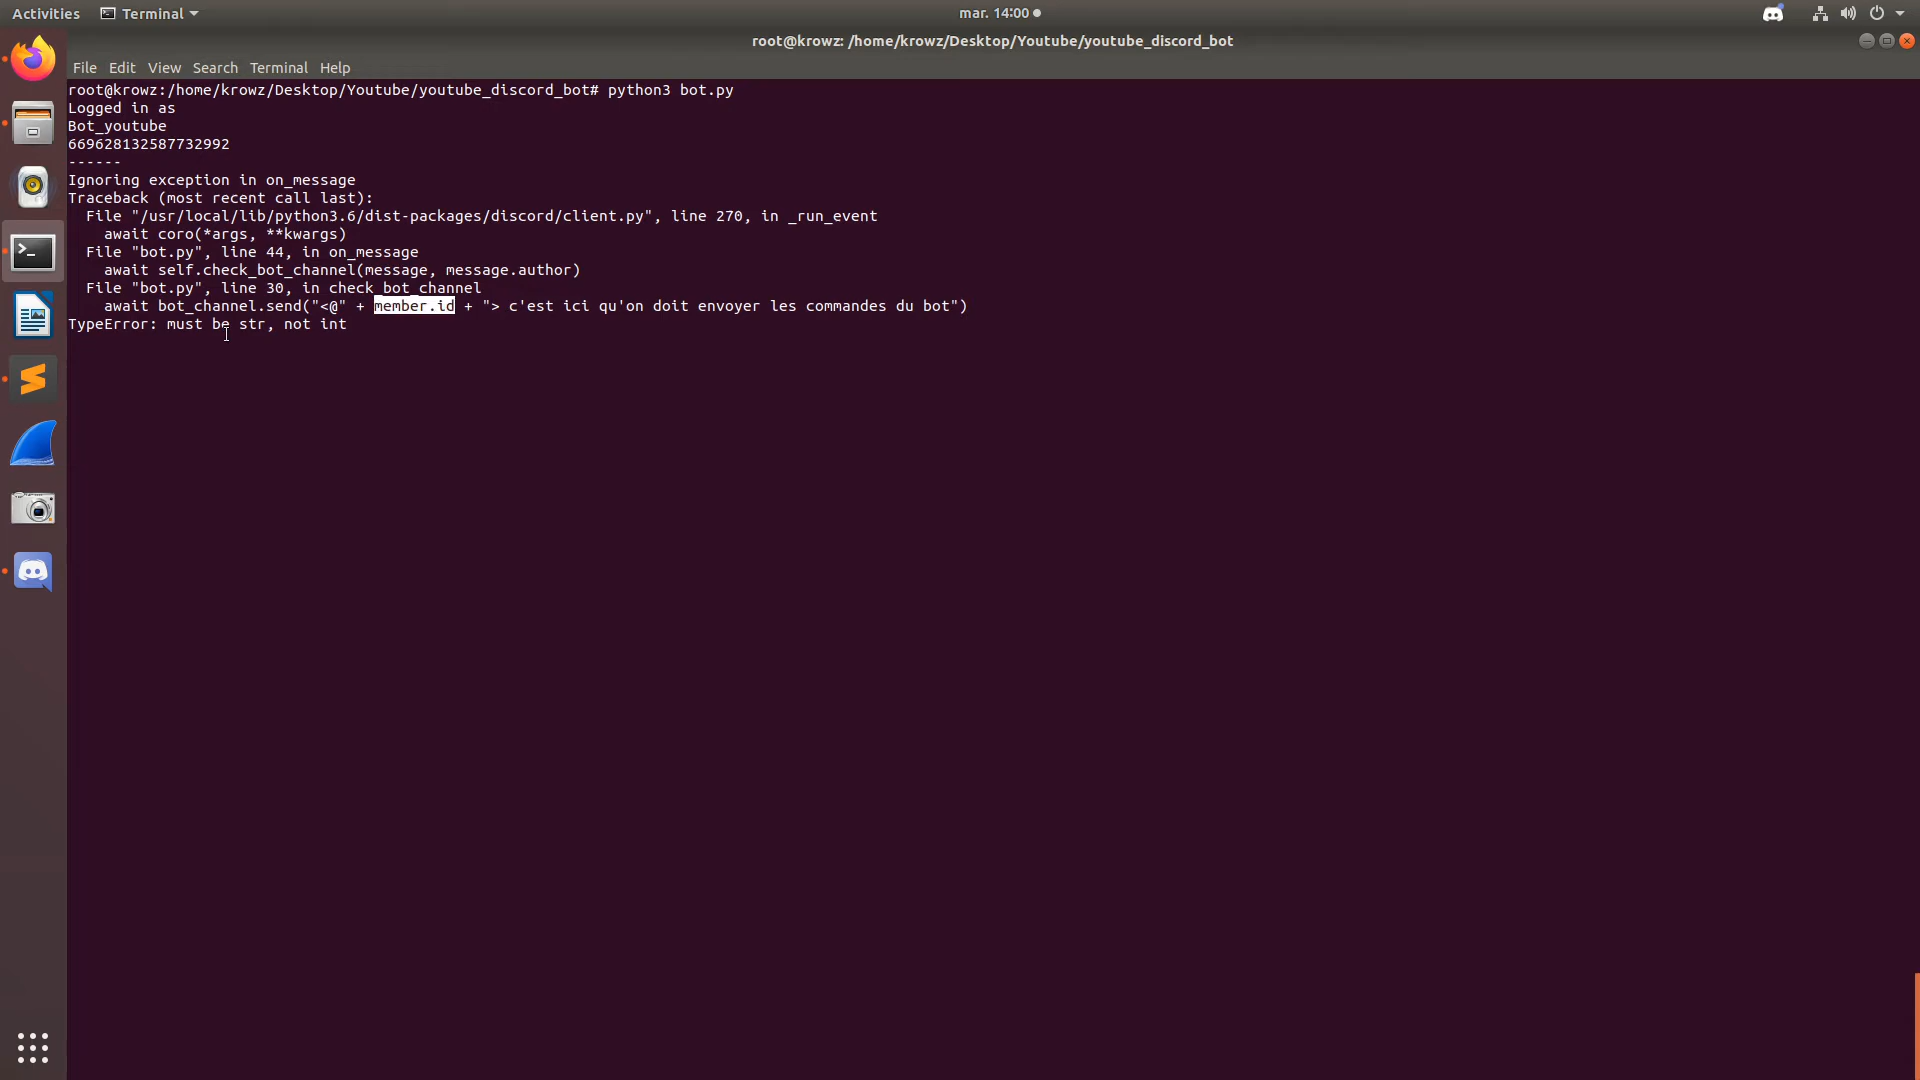 Activities Terminal mar. 14:00
root@krowz: /home/krowz/Desktop/Youtube/youtube_discord_bot
File Edit View Search Terminal Help
root@krowz:/home/krowz/Desktop/Youtube/youtube_discord_bot# python3 bot.py
Logged in as
Bot_youtube
669628132587732992
------
Ignoring exception in on_message
Traceback (most recent call last):
  File "/usr/local/lib/python3.6/dist-packages/discord/client.py", line 270, in _run_event
    await coro(*args, **kwargs)
  File "bot.py", line 44, in on_message
    await self.check_bot_channel(message, message.author)
  File "bot.py", line 30, in check_bot_channel
    await bot_channel.send("<@" + member.id + "> c'est ici qu'on doit envoyer les commandes du bot")
TypeError: must be str, not int